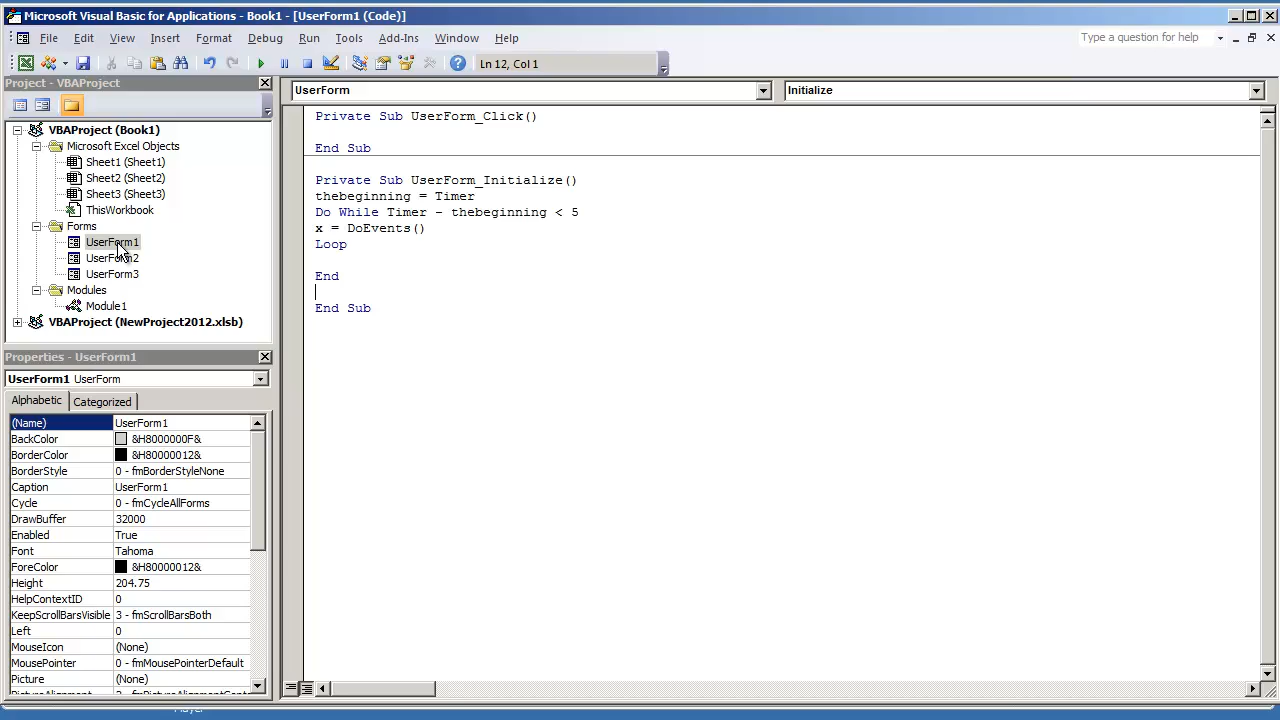 Microsoft Visual Basic for Applications - Book1 - [UserForm1 (Code)]
File Edit View Insert Format Debug Run Tools Add-Ins Window Help
Type a question for help
Ln 12, Col 1
Project - VBAProject
UserForm
Initialize
VBAProject (Book1)
Microsoft Excel Objects
Sheet1 (Sheet1)
Sheet2 (Sheet2)
Sheet3 (Sheet3)
ThisWorkbook
Forms
UserForm1
UserForm2
UserForm3
Modules
Module1
VBAProject (NewProject2012.xlsb)
Private Sub UserForm_Click()
End Sub
Private Sub UserForm_Initialize()
thebeginning = Timer
Do While Timer - thebeginning < 5
x = DoEvents()
Loop
End
End Sub
Properties - UserForm1
UserForm1 UserForm
Alphabetic Categorized
(Name) UserForm1
BackColor &H8000000F&
BorderColor &H80000012&
BorderStyle 0 - fmBorderStyleNone
Caption UserForm1
Cycle 0 - fmCycleAllForms
DrawBuffer 32000
Enabled True
Font Tahoma
ForeColor &H80000012&
Height 204.75
HelpContextID 0
KeepScrollBarsVisible 3 - fmScrollBarsBoth
Left 0
MouseIcon (None)
MousePointer 0 - fmMousePointerDefault
Picture (None)